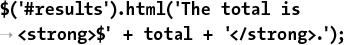 $('#results').html('The total is
→ <strong>$' + total + '</strong>.');